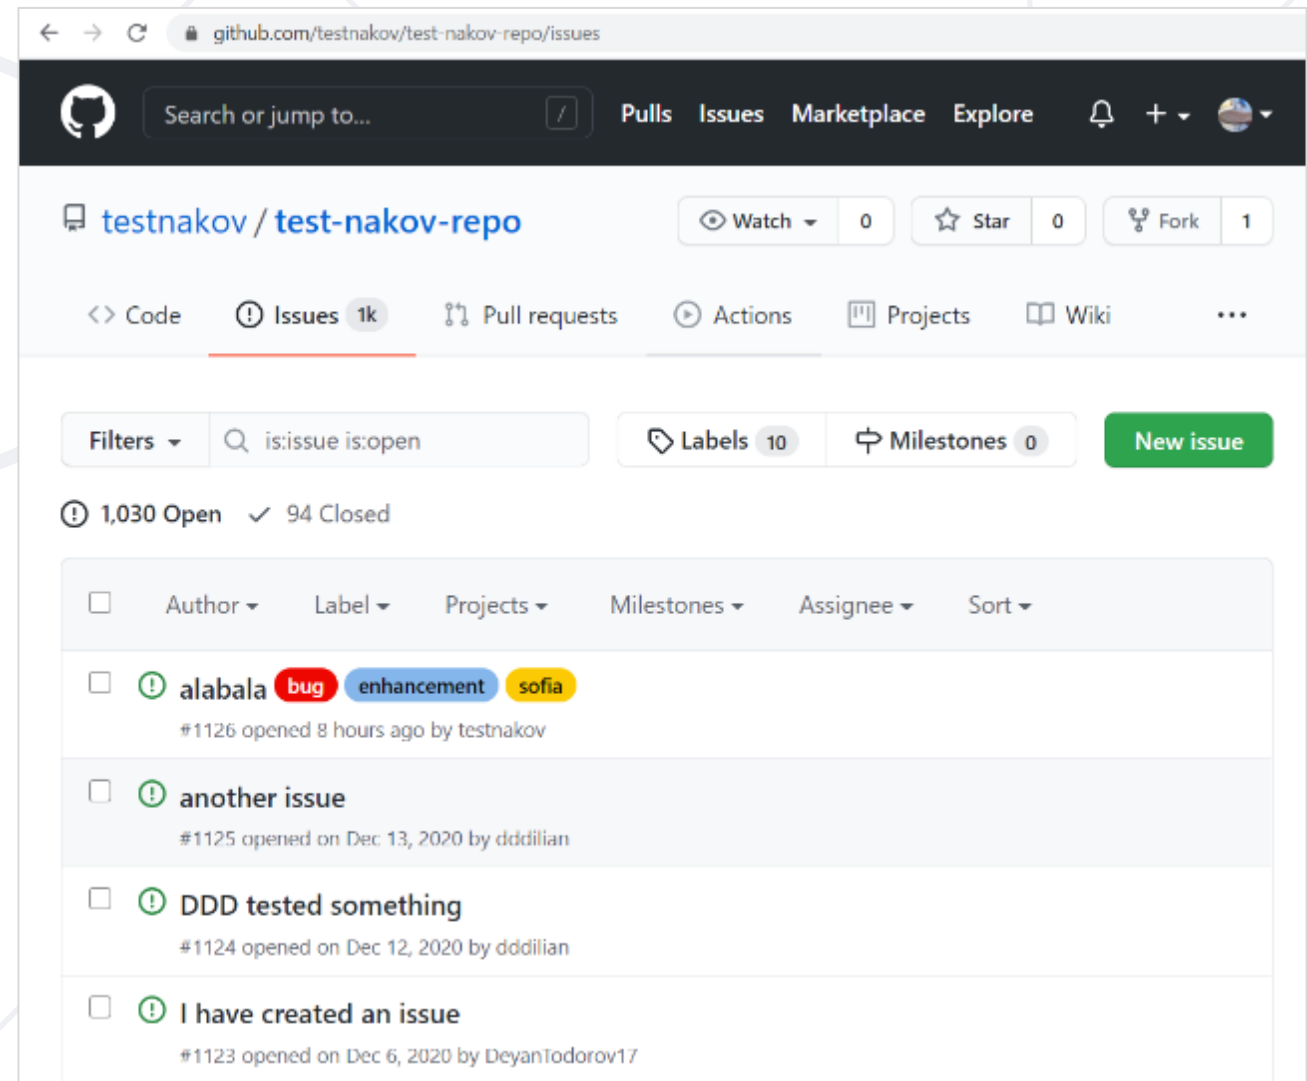 github.com/testnakov/test-nakov-repo/issues
Search or jump to... / Pulls Issues Marketplace Explore
testnakov / test-nakov-repo Watch 0 Star 0 Fork 1
Code Issues 1k Pull requests Actions Projects Wiki ...
Filters is:issue is:open Labels 10 Milestones 0 New issue
1,030 Open 94 Closed
Author Label Projects Milestones Assignee Sort
alabala bug enhancement sofia
#1126 opened 8 hours ago by testnakov
another issue
#1125 opened on Dec 13, 2020 by dddilian
DDD tested something
#1124 opened on Dec 12, 2020 by dddilian
I have created an issue
#1123 opened on Dec 6, 2020 by DeyanTodorov17